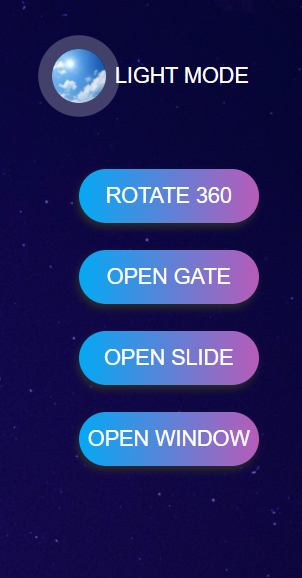 LIGHT MODE
ROTATE 360
OPEN GATE
OPEN SLIDE
OPEN WINDOW